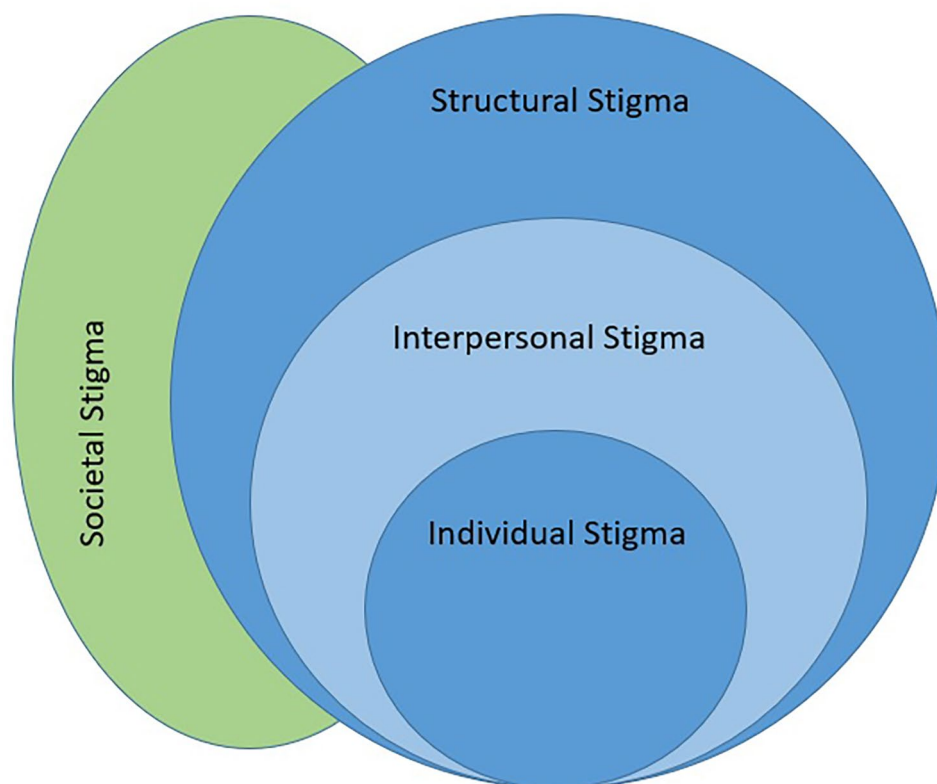 Structural Stigma
Interpersonal Stigma
Individual Stigma
Societal Stigma